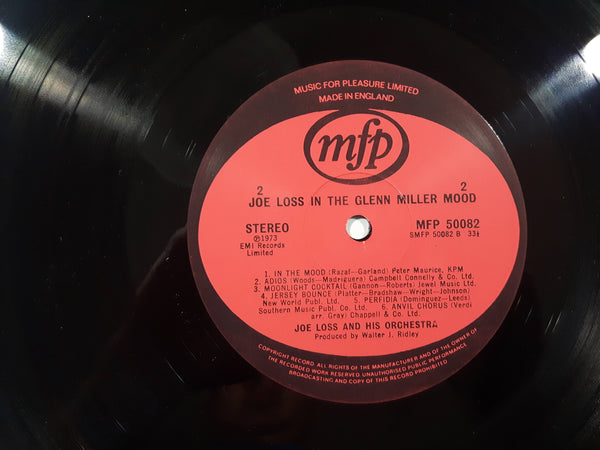 MUSIC FOR PLEASURE LIMITED
MADE IN ENGLAND
mfp
2 2
JOE LOSS IN THE GLENN MILLER MOOD
STEREO MFP 50082
℗1973 SMFP 50082 B 33⅓
EMI Records
Limited
1. IN THE MOOD (Razaf-Garland) Peter Maurice, KPM
2. ADIOS (Woods-Madriguera) Campbell Connelly & Co. Ltd.
3. MOONLIGHT COCKTAIL (Gannon-Roberts) Jewel Music Ltd.
4. JERSEY BOUNCE (Platter-Bradshaw-Wright-Johnson)
New World Publ. Ltd. 5. PERFIDIA (Dominguez-Leeds)
Southern Music Publ. Co. Ltd. 6. ANVIL CHORUS (Verdi
arr. Gray) Chappell & Co. Ltd.
JOE LOSS AND HIS ORCHESTRA
Produced by Walter J. Ridley
COPYRIGHT RECORD. ALL RIGHTS OF THE MANUFACTURER AND OF THE OWNER OF
THE RECORDED WORK RESERVED UNAUTHORISED PUBLIC PERFORMANCE
BROADCASTING AND COPY OF THIS RECORD PROHIBITED